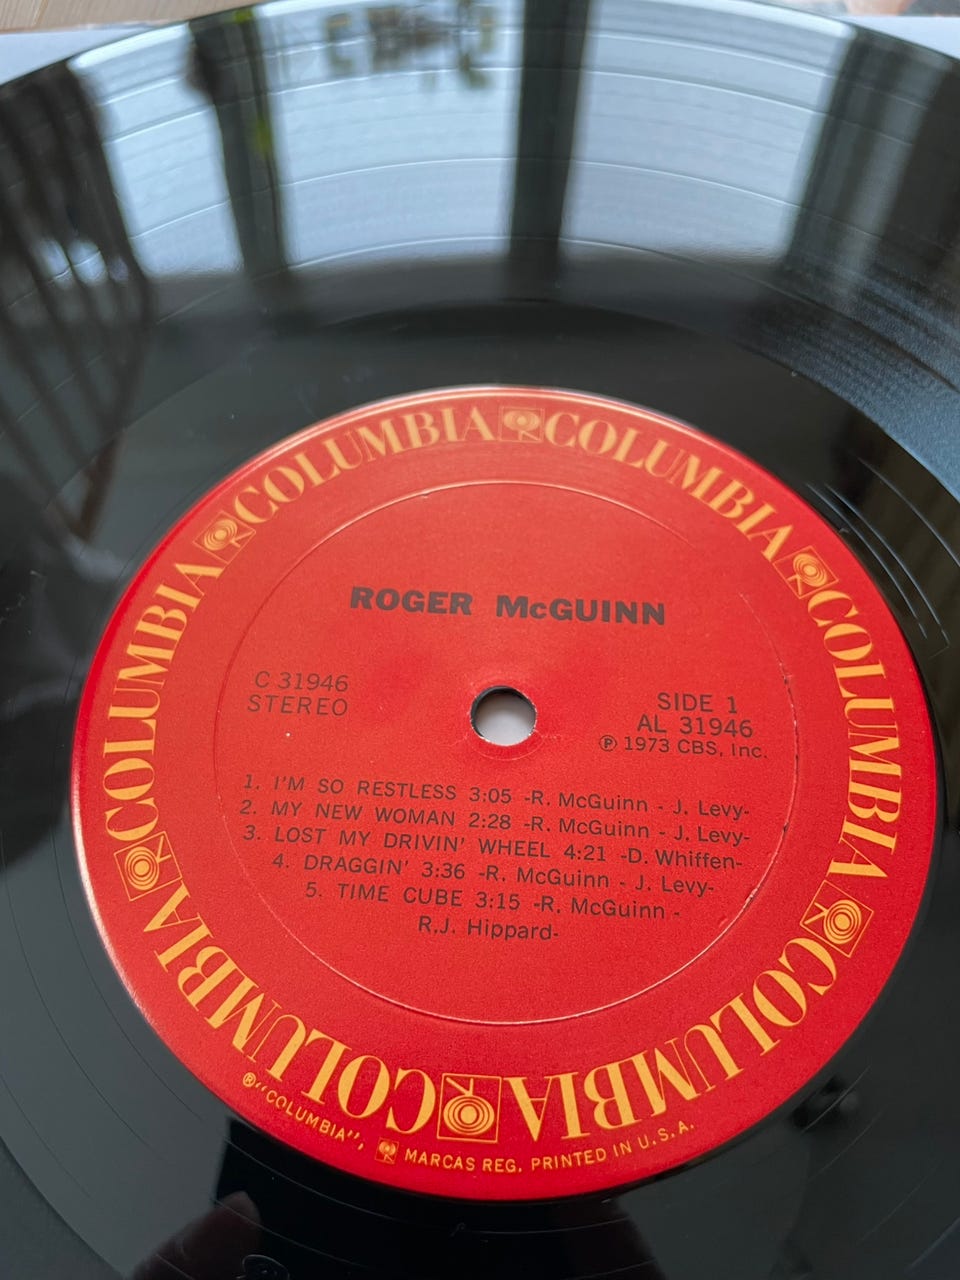 COLUMBIA COLUMBIA COLUMBIA COLUMBIA COLUMBIA COLUMBIA
ROGER McGUINN
C 31946
STEREO
SIDE 1
AL 31946
℗ 1973 CBS, Inc.
1. I'M SO RESTLESS 3:05 -R. McGuinn - J. Levy-
2. MY NEW WOMAN 2:28 -R. McGuinn - J. Levy-
3. LOST MY DRIVIN' WHEEL 4:21 -D. Whiffen-
4. DRAGGIN' 3:36 -R. McGuinn - J. Levy-
5. TIME CUBE 3:15 -R. McGuinn -
R.J. Hippard-
®"COLUMBIA", MARCAS REG. PRINTED IN U.S.A.